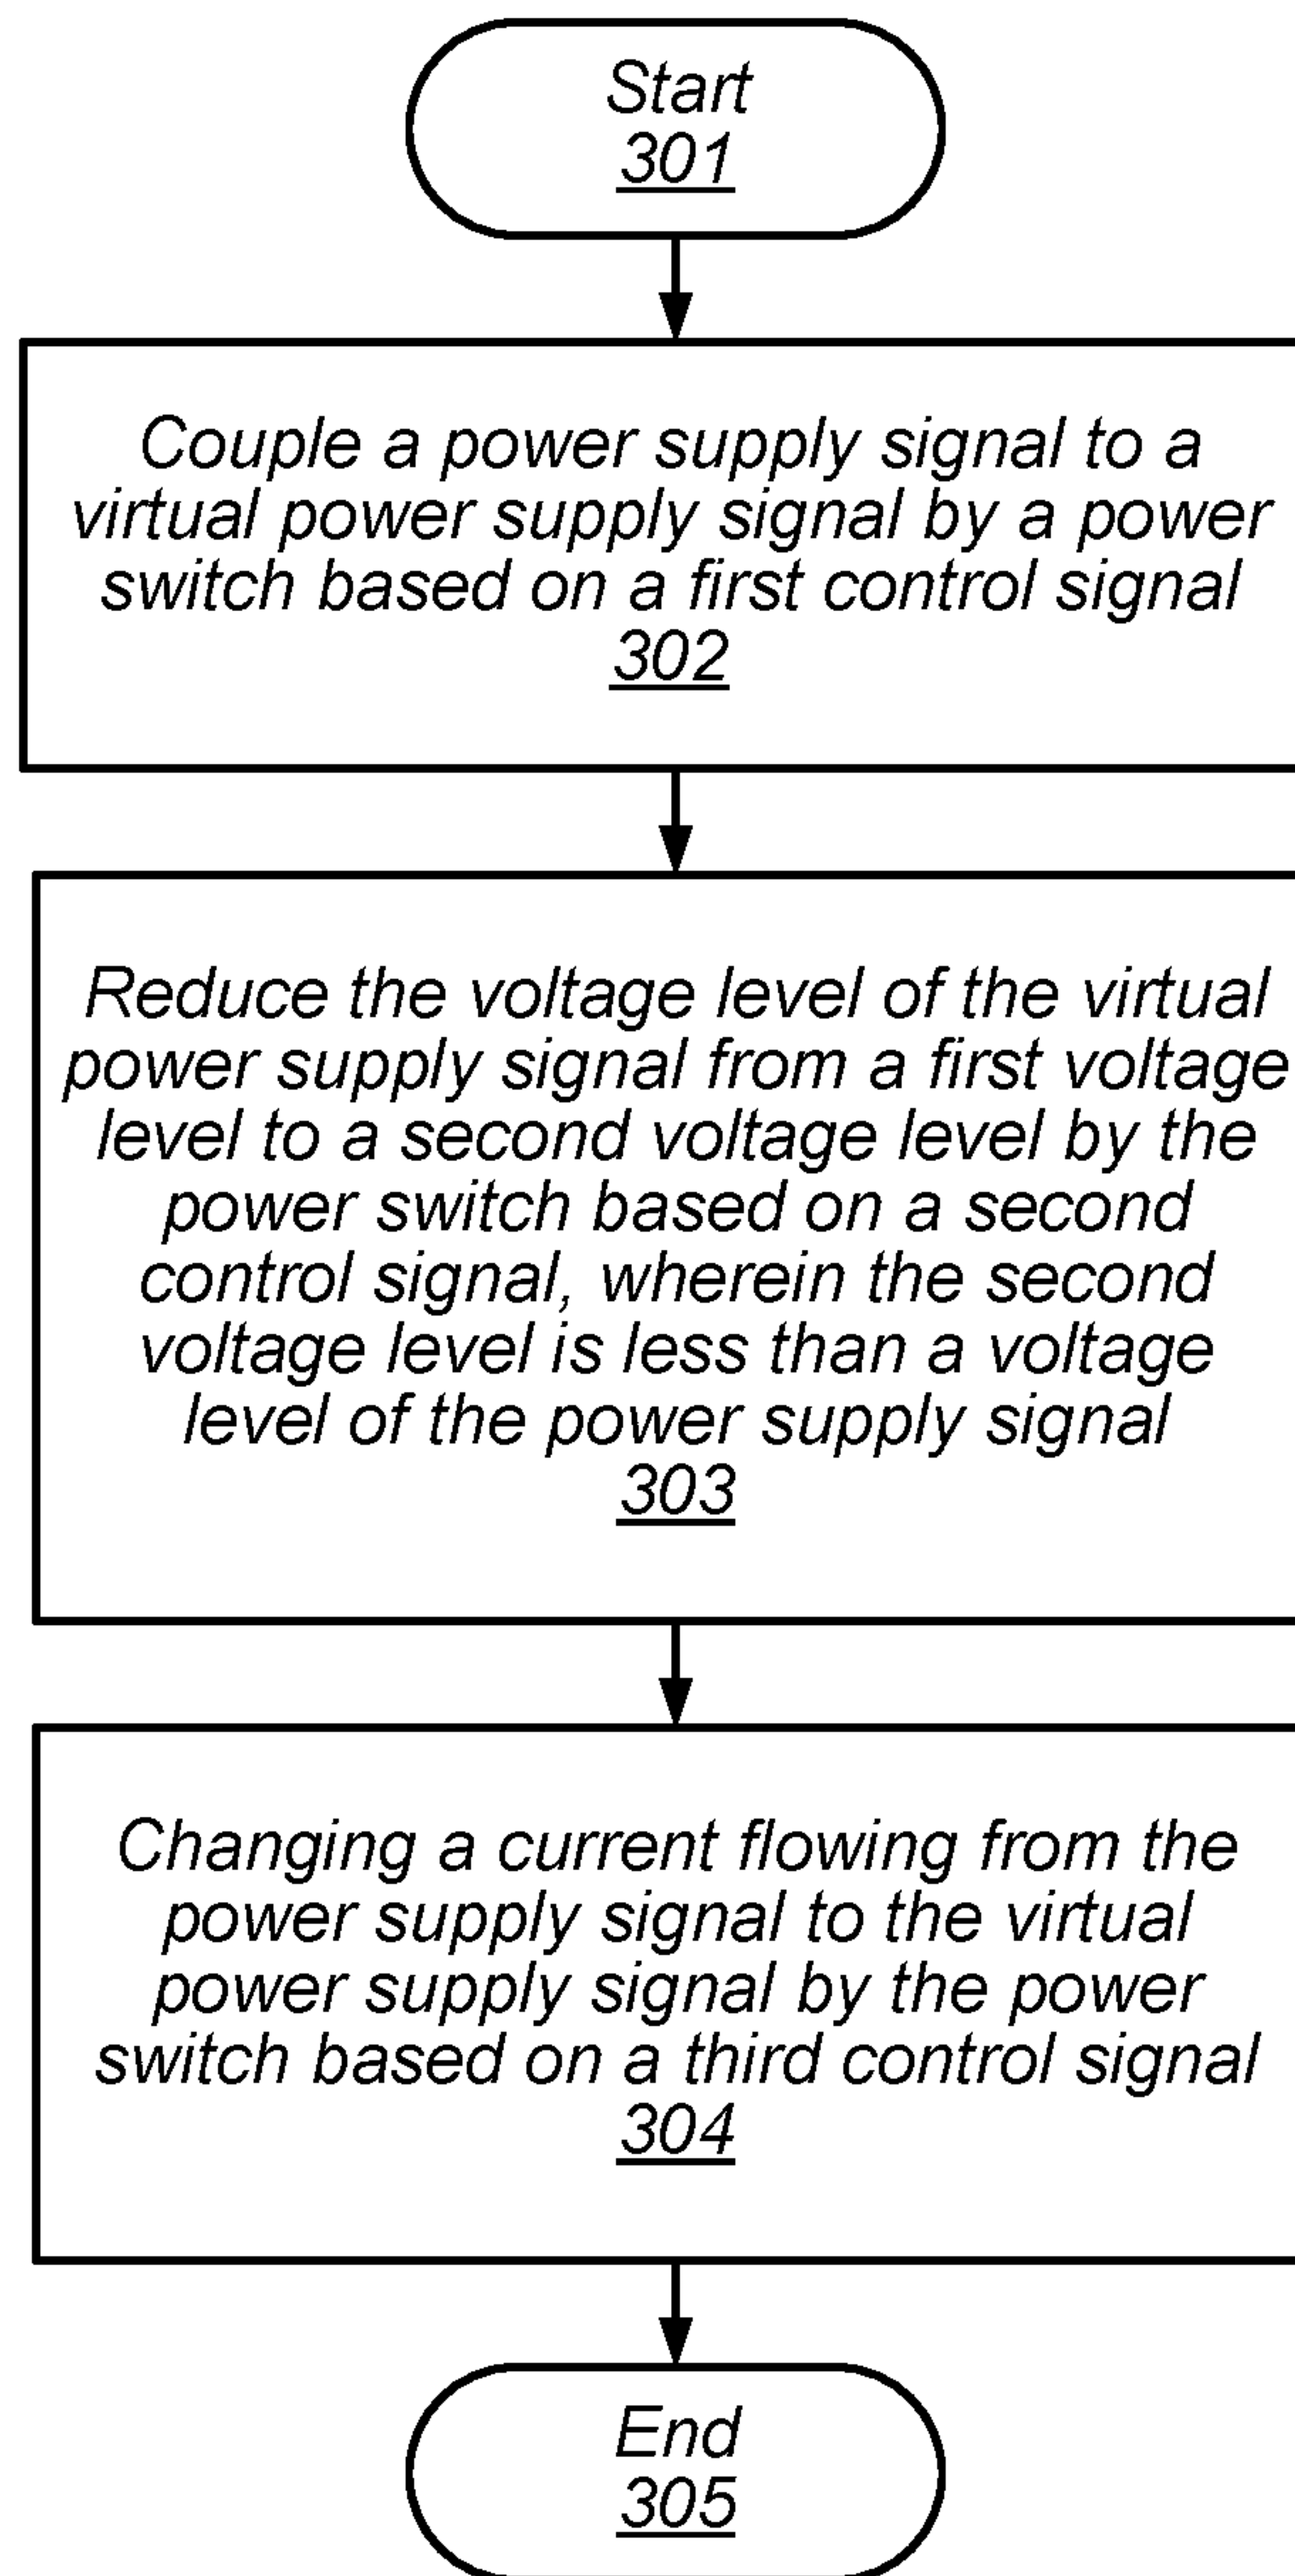 Start
301
Couple a power supply signal to a
virtual power supply signal by a power
switch based on a first control signal
302
Reduce the voltage level of the virtual
power supply signal from a first voltage
level to a second voltage level by the
power switch based on a second
control signal, wherein the second
voltage level is less than a voltage
level of the power supply signal
303
Changing a current flowing from the
power supply signal to the virtual
power supply signal by the power
switch based on a third control signal
304
End
305